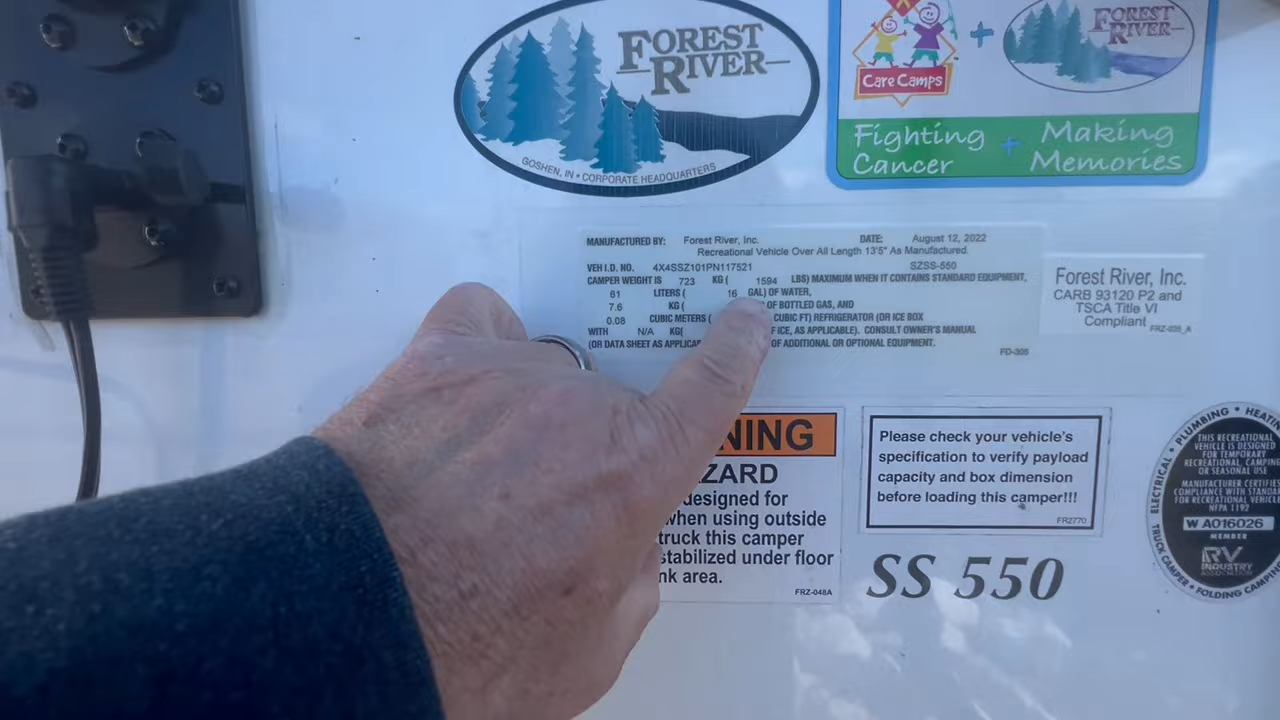 FOREST
RIVER
GOSHEN, IN • CORPORATE HEADQUARTERS
Care Camps
+
FOREST
RIVER
Fighting + Making
Cancer Memories
MANUFACTURED BY: Forest River, Inc. DATE: August 12, 2022
Recreational Vehicle Over All Length 13'5" As Manufactured.
VEH I.D. NO. 4X4SSZ101PN117521 SZSS-550
CAMPER WEIGHT IS 723 KG ( 1594 LBS) MAXIMUM WHEN IT CONTAINS STANDARD EQUIPMENT,
61 LITERS ( 16 GAL) OF WATER,
7.6 KG ( OF BOTTLED GAS, AND
0.08 CUBIC METERS ( CUBIC FT) REFRIGERATOR (OR ICE BOX
WITH N/A KG( ICE, AS APPLICABLE). CONSULT OWNER'S MANUAL
(OR DATA SHEET AS OF ADDITIONAL OR OPTIONAL EQUIPMENT.
FD-305
Forest River, Inc.
CARB 93120 P2 and
TSCA Title VI
Compliant
FRZ-036_A
designed for
when using outside
truck this camper
stabilized under floor
area.
FRZ-048A
Please check your vehicle's
specification to verify payload
capacity and box dimension
before loading this camper!!!
FR2770
SS 550
ELECTRICAL • PLUMBING • HEATING
THIS RECREATIONAL
VEHICLE IS DESIGNED
FOR TEMPORARY
RECREATIONAL, CAMPING
OR SEASONAL USE
MANUFACTURER CERTIFIES
COMPLIANCE WITH
FOR RECREATIONAL
NFPA 1192
W A016026
MEMBER
RV
INDUSTRY
ASSOCIATION
TRUCK CAMPER • FOLDING